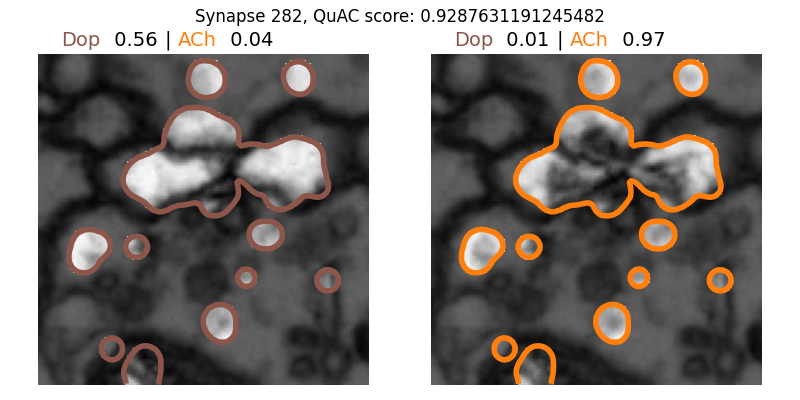 Synapse 282, QuAC score: 0.9287631191245482
Dop 0.56 | ACh 0.04
Dop 0.01 | ACh 0.97